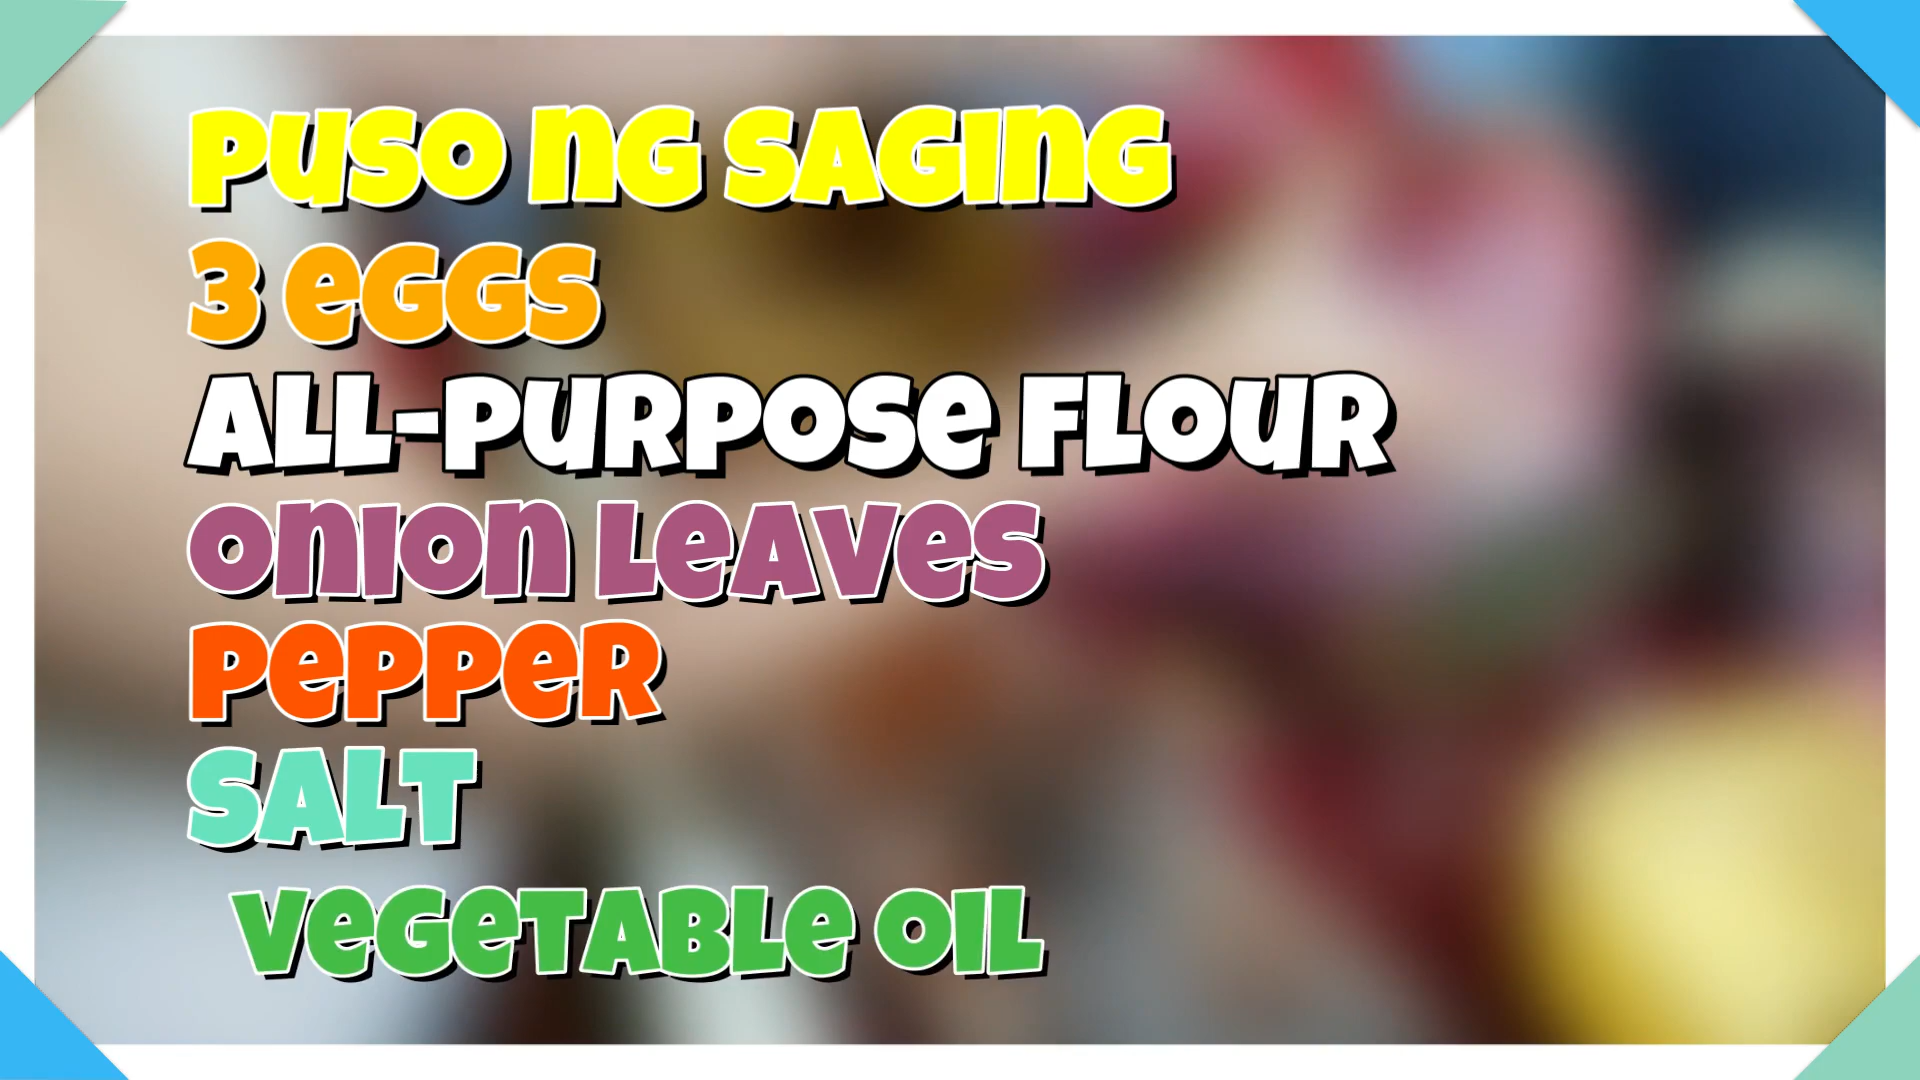 PUSO NG SAGING
3 EGGS
ALL-PURPOSE FLOUR
ONION LEAVES
PEPPER
SALT
VEGETABLE OIL